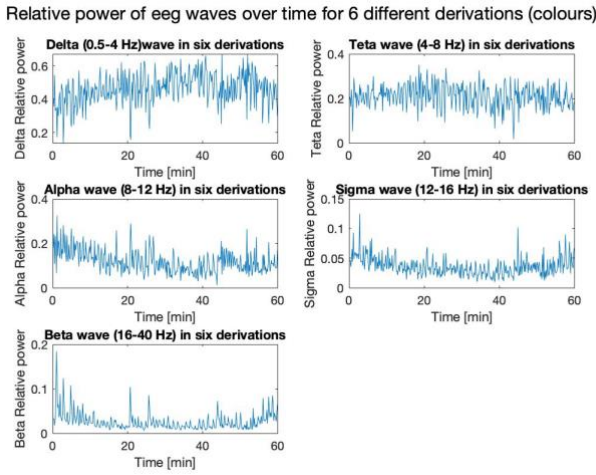 Relative power of eeg waves over time for 6 different derivations (colours)
Delta (0.5-4 Hz)wave in six derivations
Delta Relative power
0.6
0.4
0.2
0 20 40 60
Time [min]
Teta wave (4-8 Hz) in six derivations
Teta Relative power
0.4
0.2
0
0 20 40 60
Time [min]
Alpha wave (8-12 Hz) in six derivations
Alpha Relative power
0.4
0.2
0
0 20 40 60
Time [min]
Sigma wave (12-16 Hz) in six derivations
Sigma Relative power
0.15
0.1
0.05
0
0 20 40 60
Time [min]
Beta wave (16-40 Hz) in six derivations
Beta Relative power
0.2
0.1
0
0 20 40 60
Time [min]